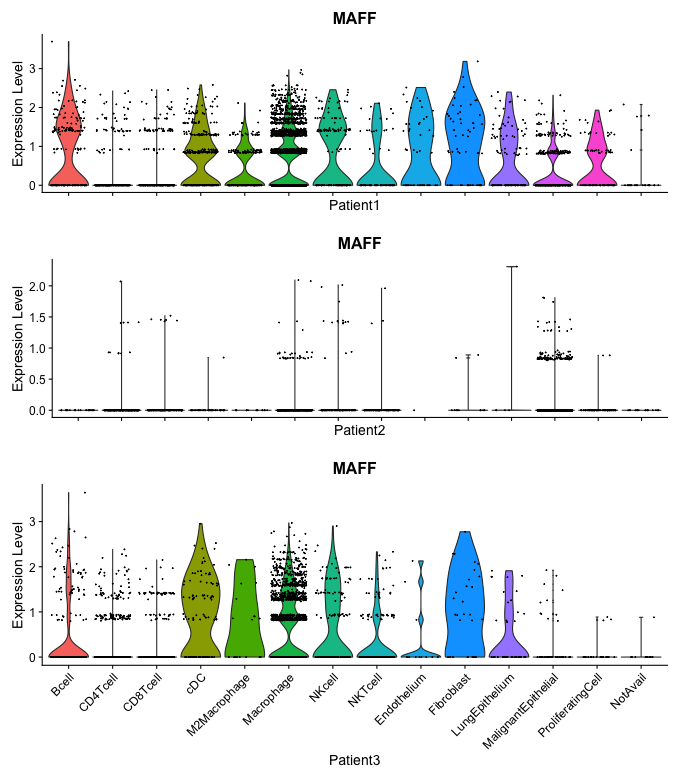 MAFF
Expression Level
3
2
1
0
Patient1
MAFF
Expression Level
2.0
1.5
1.0
0.5
0.0
Patient2
MAFF
Expression Level
3
2
1
0
Bcell
CD4Tcell
CD8Tcell
cDC
M2Macrophage
Macrophage
NKcell
NKTcell
Endothelium
Fibroblast
LungEpithelium
MalignantEpithelial
ProliferatingCell
NotAvail
Patient3